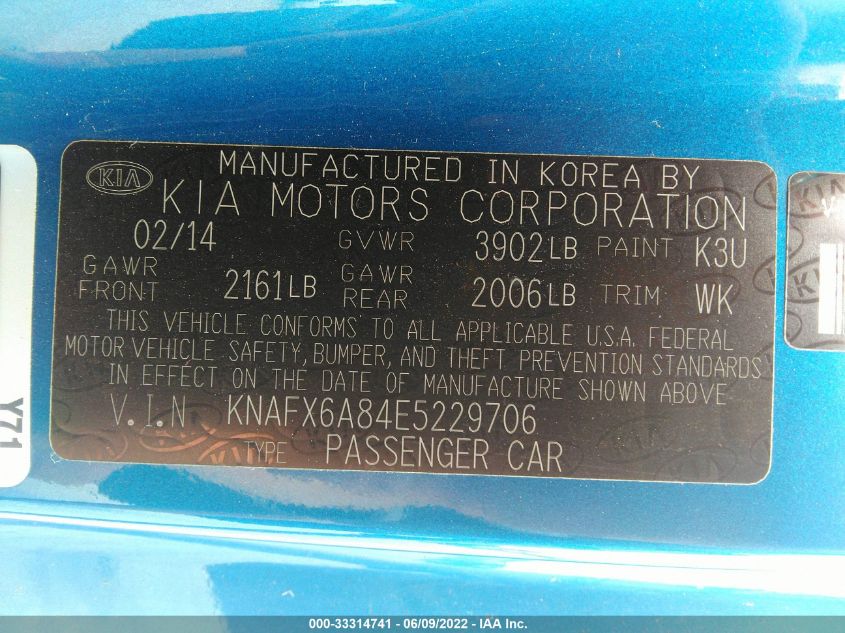 KIA
MANUFACTURED IN KOREA BY
KIA MOTORS CORPORATION
02/14 GVWR 3902LB PAINT K3U
GAWR FRONT 2161LB GAWR REAR 2006LB TRIM WK
THIS VEHICLE CONFORMS TO ALL APPLICABLE U.S.A. FEDERAL
MOTOR VEHICLE SAFETY, BUMPER, AND THEFT PREVENTION STANDARDS
IN EFFECT ON THE DATE OF MANUFACTURE SHOWN ABOVE
V.I.N KNAFX6A84E5229706
TYPE PASSENGER CAR
Y71
000-33314741 - 06/09/2022 - IAA Inc.